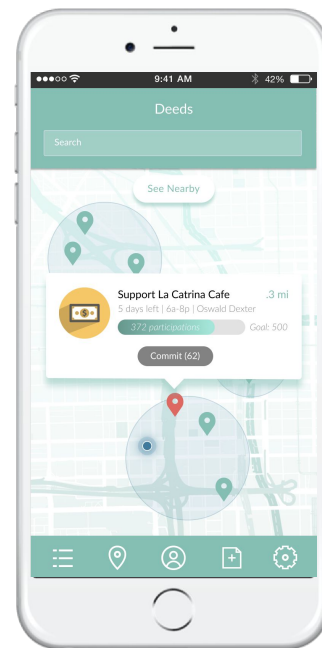 9:41 AM
42%
Deeds
Search
See Nearby
Support La Catrina Cafe
.3 mi
5 days left | 6a-8p | Oswald Dexter
372 participations
Goal: 500
Commit (62)